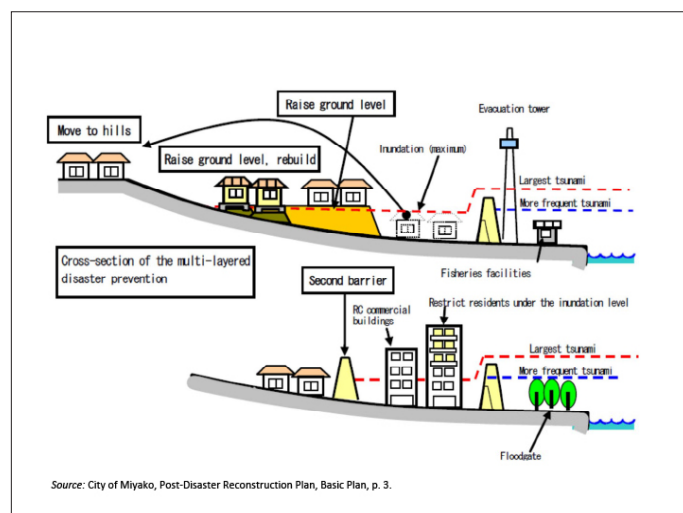 Raise ground level
Evacuation tower
Move to hills
Inundation (maximum)
Raise ground level, rebuild
Largest tsunami
More frequent tsunami
Cross-section of the multi-layered
disaster prevention
Fisheries facilities
Second barrier
Restrict residents under the inundation level
RC commercial
buildings
Largest tsunami
More frequent tsunami
Floodgate
Source: City of Miyako, Post-Disaster Reconstruction Plan, Basic Plan, p. 3.